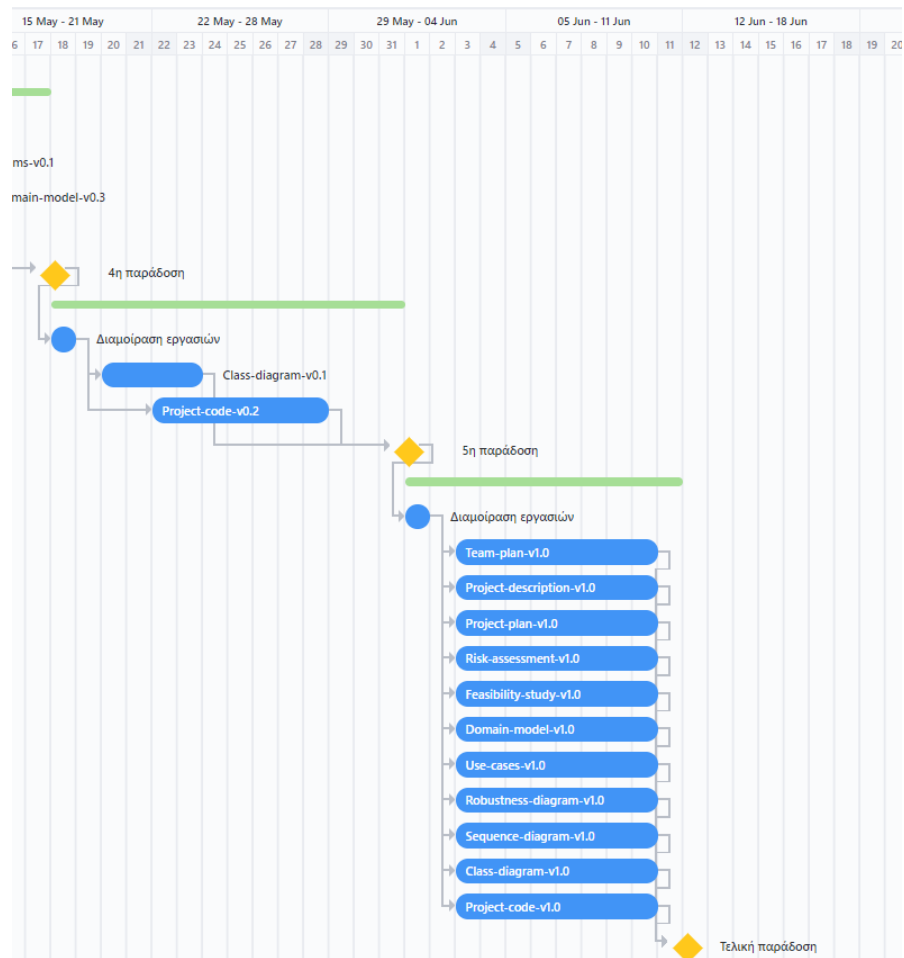 15 May - 21 May 22 May - 28 May 29 May - 04 Jun 05 Jun - 11 Jun 12 Jun - 18 Jun
6 17 18 19 20 21 22 23 24 25 26 27 28 29 30 31 1 2 3 4 5 6 7 8 9 10 11 12 13 14 15 16 17 18 19 20
ms-v0.1
main-model-v0.3
4η παράδοση
Διαμοίραση εργασιών
Class-diagram-v0.1
Project-code-v0.2
5η παράδοση
Διαμοίραση εργασιών
Team-plan-v1.0
Project-description-v1.0
Project-plan-v1.0
Risk-assessment-v1.0
Feasibility-study-v1.0
Domain-model-v1.0
Use-cases-v1.0
Robustness-diagram-v1.0
Sequence-diagram-v1.0
Class-diagram-v1.0
Project-code-v1.0
Τελική παράδοση